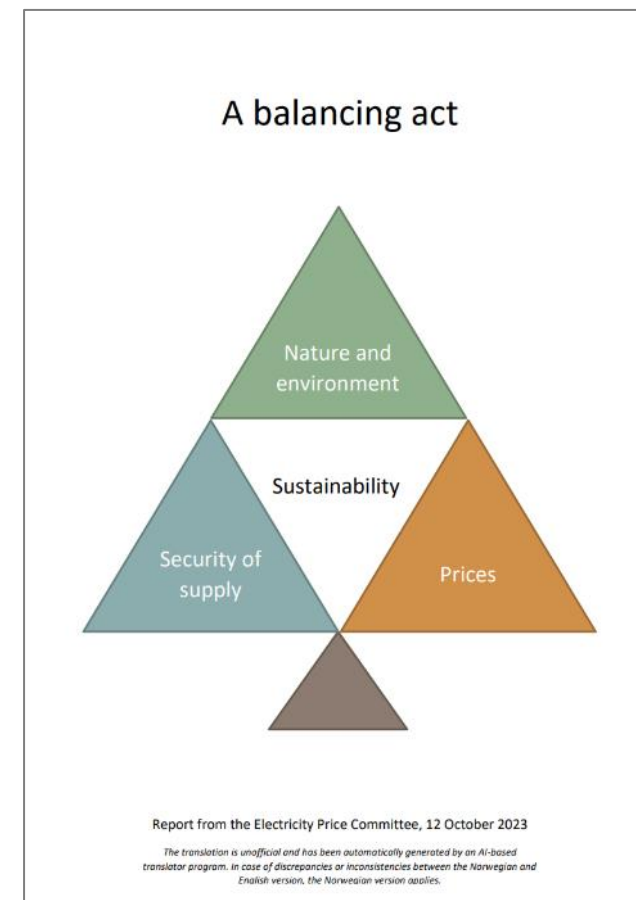 A balancing act
Nature and
environment
Sustainability
Security of
supply
Prices
Report from the Electricity Price Committee, 12 October 2023
The translation is unofficial and has been automatically generated by an AI-based
translator program. In case of discrepancies or inconsistencies between the Norwegian and
English version, the Norwegian version applies.